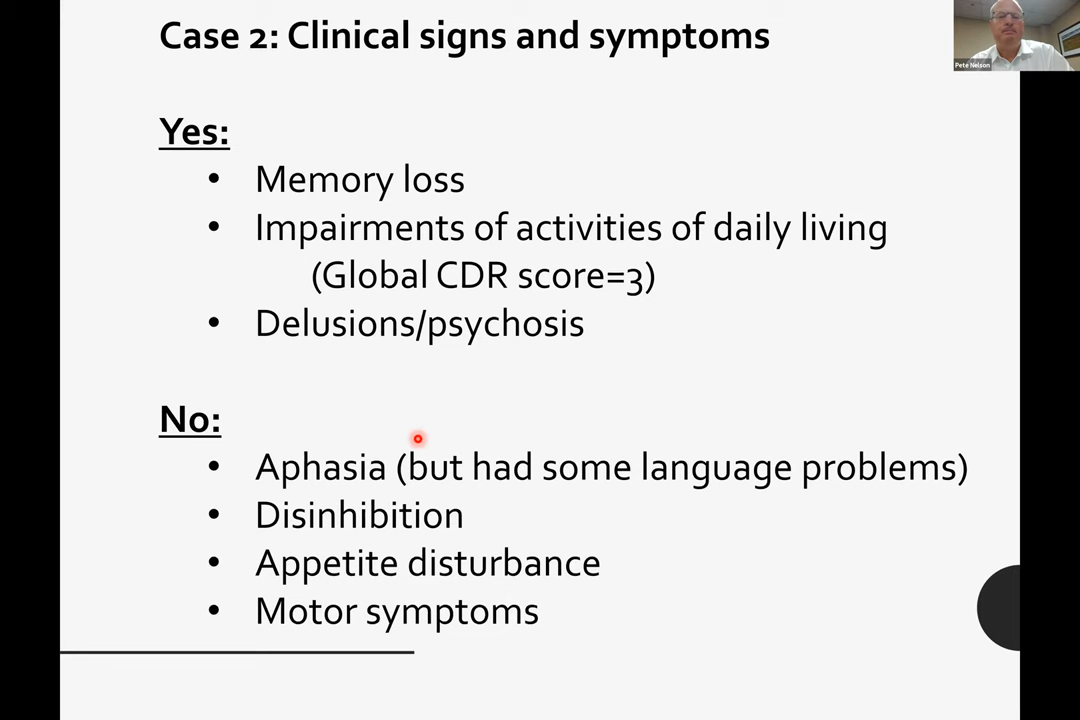 Case 2: Clinical signs and symptoms
Pete Nelson
Yes:
• Memory loss
• Impairments of activities of daily living
(Global CDR score=3)
• Delusions/psychosis
No:
• Aphasia (but had some language problems)
• Disinhibition
• Appetite disturbance
• Motor symptoms